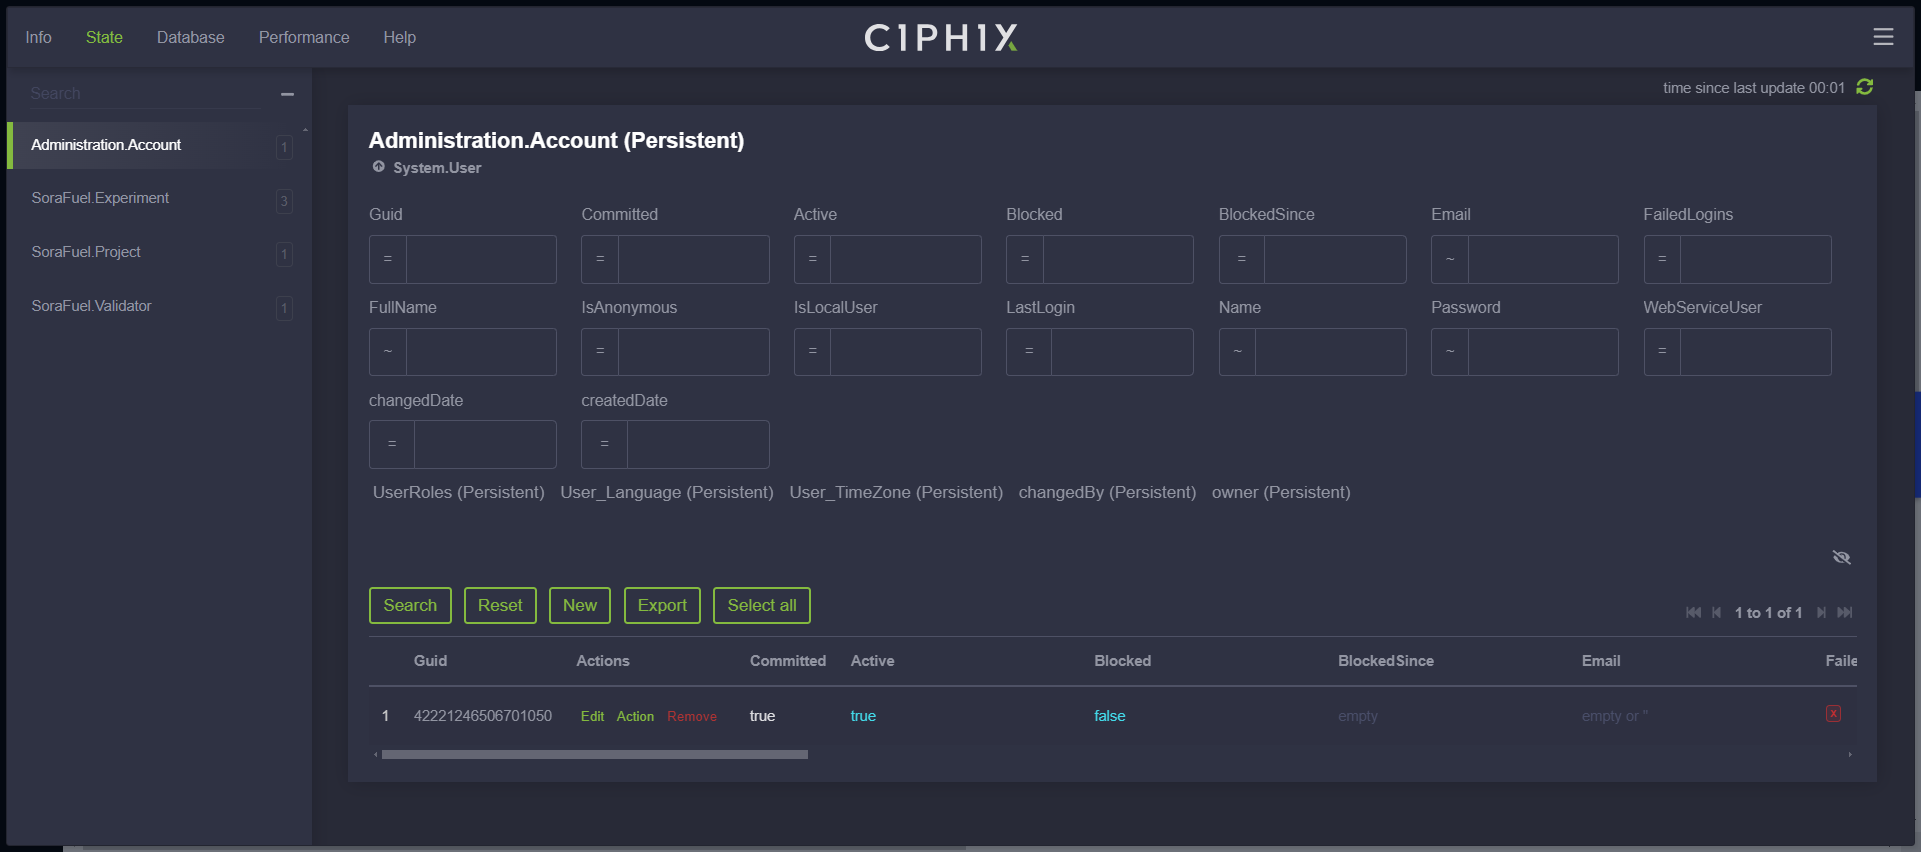 Info State Database Performance Help C1PH1X
Search
time since last update 00:01
Administration.Account 1
SoraFuel.Experiment 3
SoraFuel.Project 1
SoraFuel.Validator 1
Administration.Account (Persistent)
System.User
Guid Committed Active Blocked BlockedSince Email FailedLogins
= = = = = ~ =
FullName IsAnonymous IsLocalUser LastLogin Name Password WebServiceUser
~ = = = ~ ~ =
changedDate createdDate
= =
UserRoles (Persistent) User_Language (Persistent) User_TimeZone (Persistent) changedBy (Persistent) owner (Persistent)
Search Reset New Export Select all
1 to 1 of 1
Guid Actions Committed Active Blocked BlockedSince Email Faile
1 42221246506701050 Edit Action Remove true true false empty empty or '' x